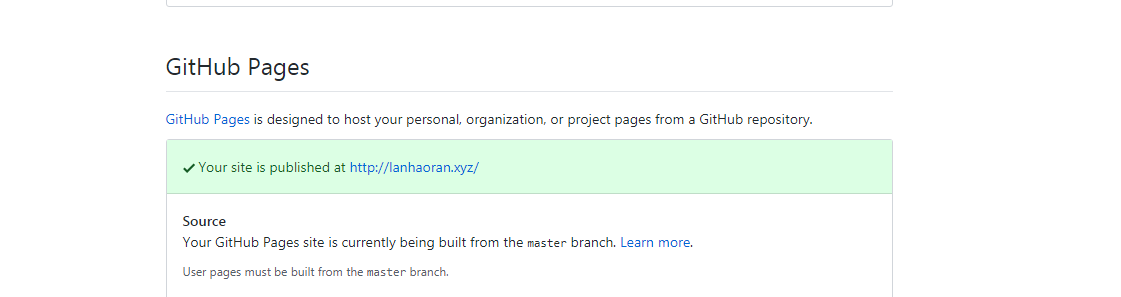 GitHub Pages
GitHub Pages is designed to host your personal, organization, or project pages from a GitHub repository.
Your site is published at http://lanhaoran.xyz/
Source
Your GitHub Pages site is currently being built from the master branch. Learn more.
User pages must be built from the master branch.